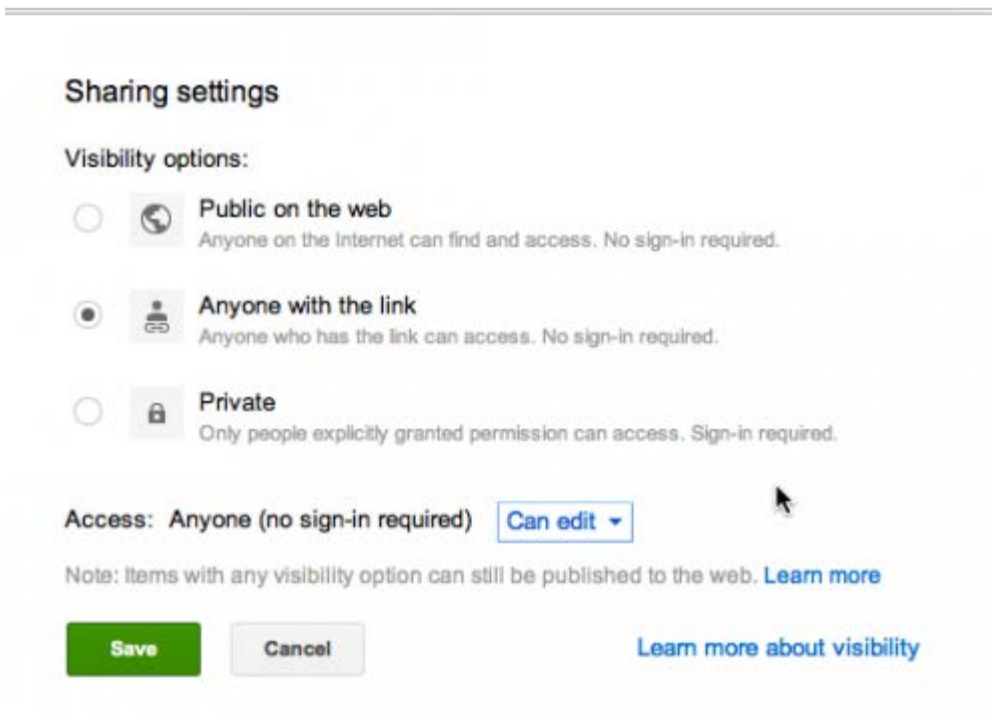 Sharing settings
Visibility options:
Public on the web
Anyone on the Internet can find and access. No sign-in required.
Anyone with the link
Anyone who has the link can access. No sign-in required.
Private
Only people explicitly granted permission can access. Sign-in required.
Access: Anyone (no sign-in required) Can edit
Note: Items with any visibility option can still be published to the web. Learn more
Save Cancel Learn more about visibility